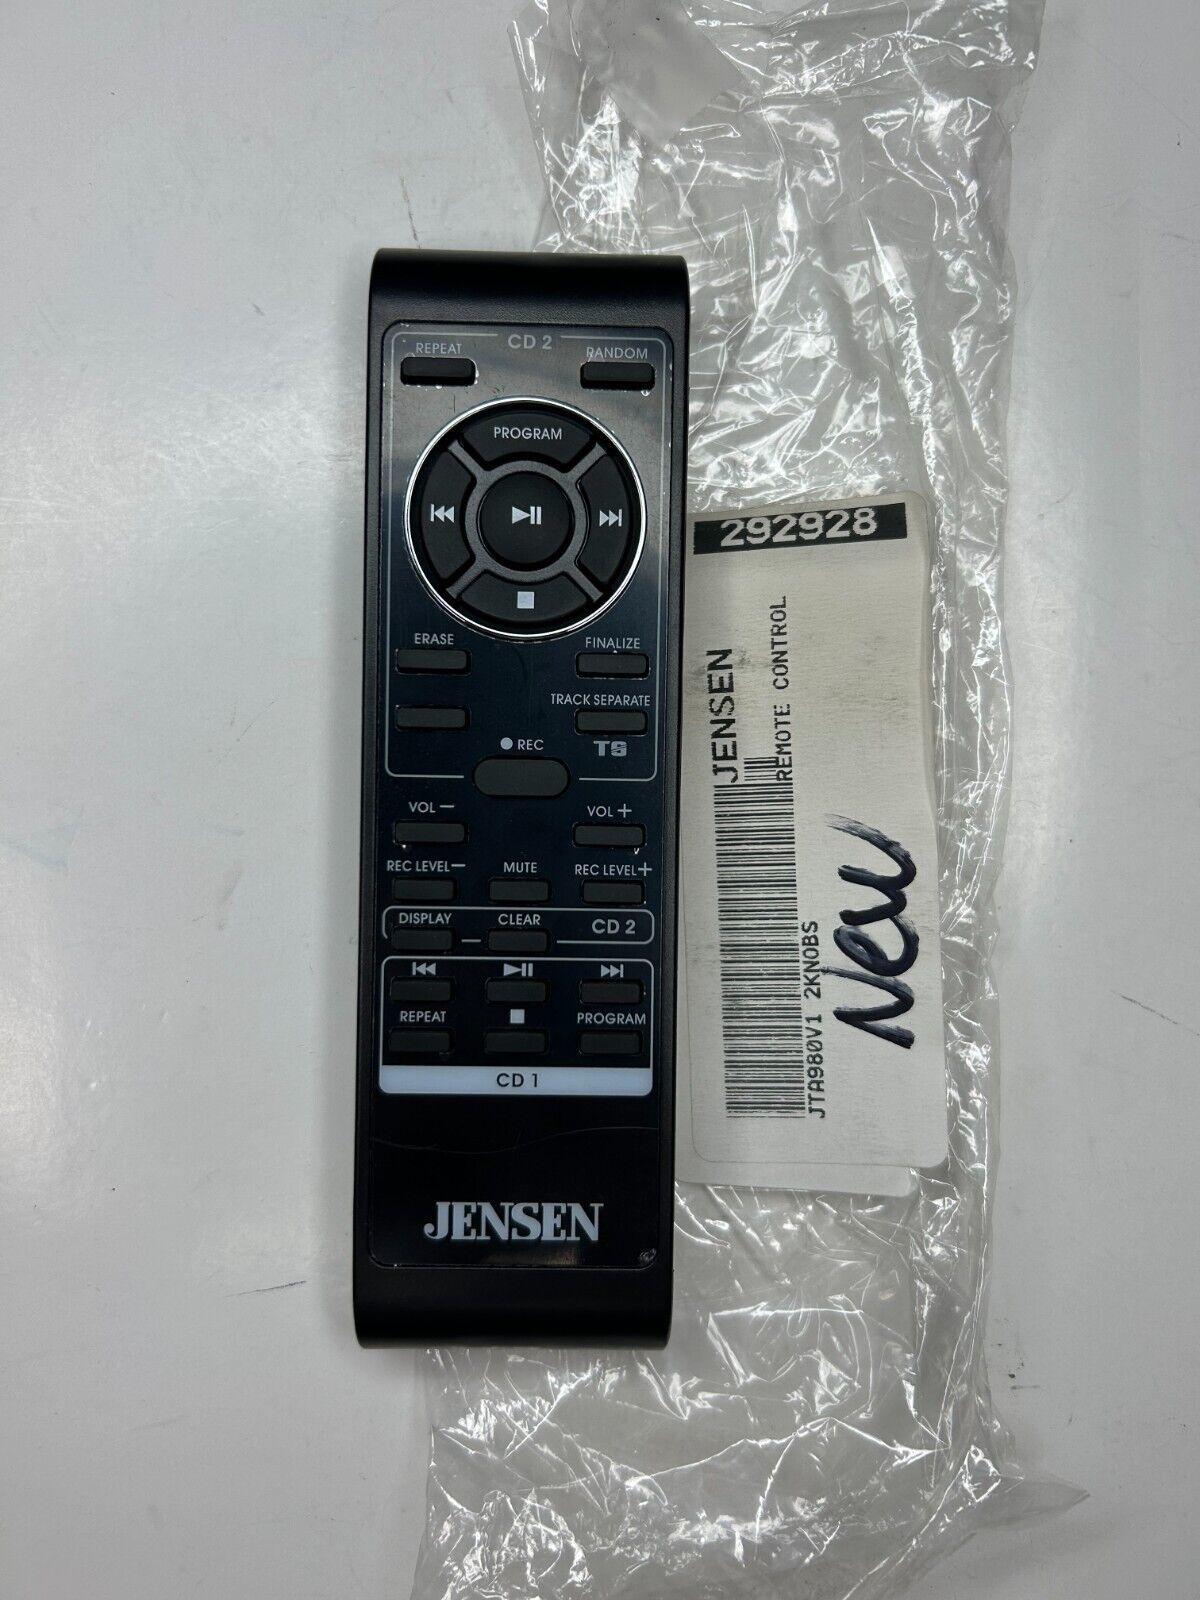 CD 2
REPEAT RANDOM
PROGRAM
ERASE FINALIZE
TRACK SEPARATE
REC TS
VOL – VOL +
REC LEVEL – MUTE REC LEVEL +
DISPLAY CLEAR CD 2
REPEAT PROGRAM
CD 1
JENSEN
292928
JENSEN
REMOTE CONTROL
JTA980V1 2KNOBS
New